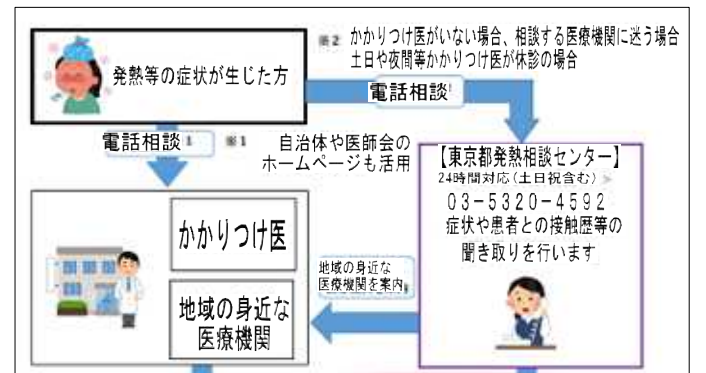 ※2 かかりつけ医がいない場合、相談する医療機関に迷う場合
土日や夜間等かかりつけ医が休診の場合
発熱等の症状が生じた方
電話相談
電話相談
※1 自治体や医師会の
ホームページも活用
【東京都発熱相談センター】
24時間対応(土日祝含む)
03-5320-4592
症状や患者との接触歴等の
聞き取りを行います
かかりつけ医
地域の身近な
医療機関を案内
地域の身近な
医療機関